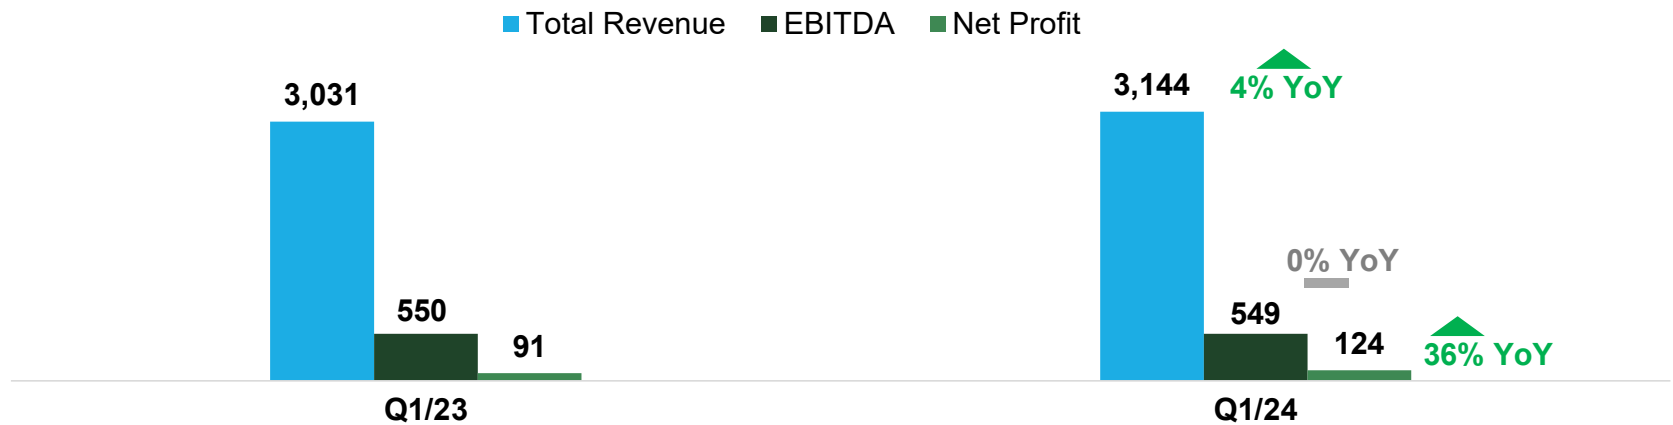 Total Revenue EBITDA Net Profit
3,031
550
91
3,144
4% YoY
0% YoY
549
124
36% YoY
Q1/23
Q1/24